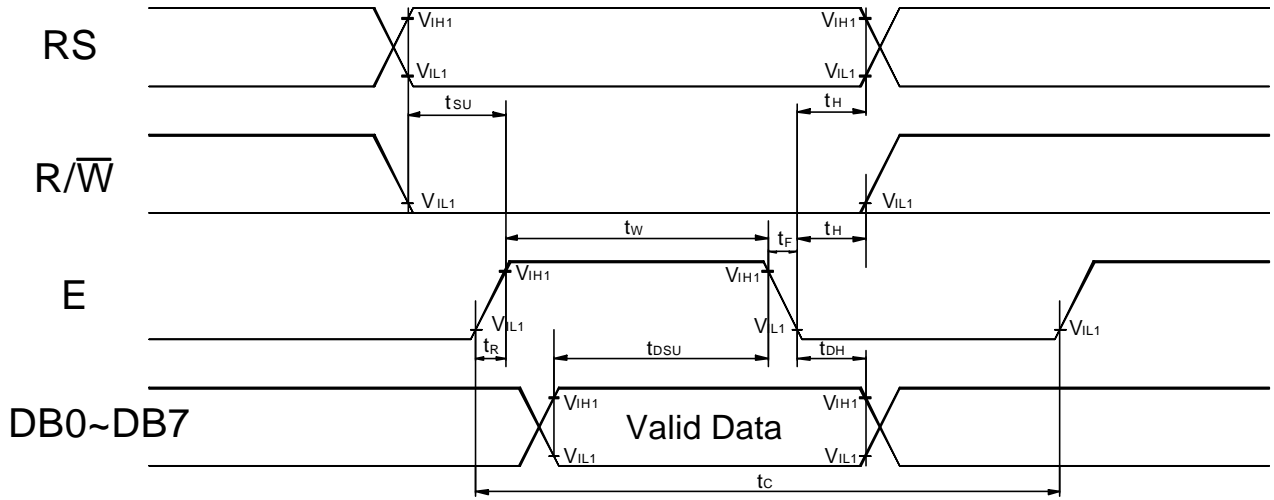 RS
VIH1
VIH1
VIL1
VIL1
tSU
tH
R/W̅
VIL1
VIL1
tW
tF
tH
E
VIH1
VIH1
VIL1
VIL1
VIL1
tR
tDSU
tDH
DB0~DB7
VIH1
Valid Data
VIH1
VIL1
VIL1
tC